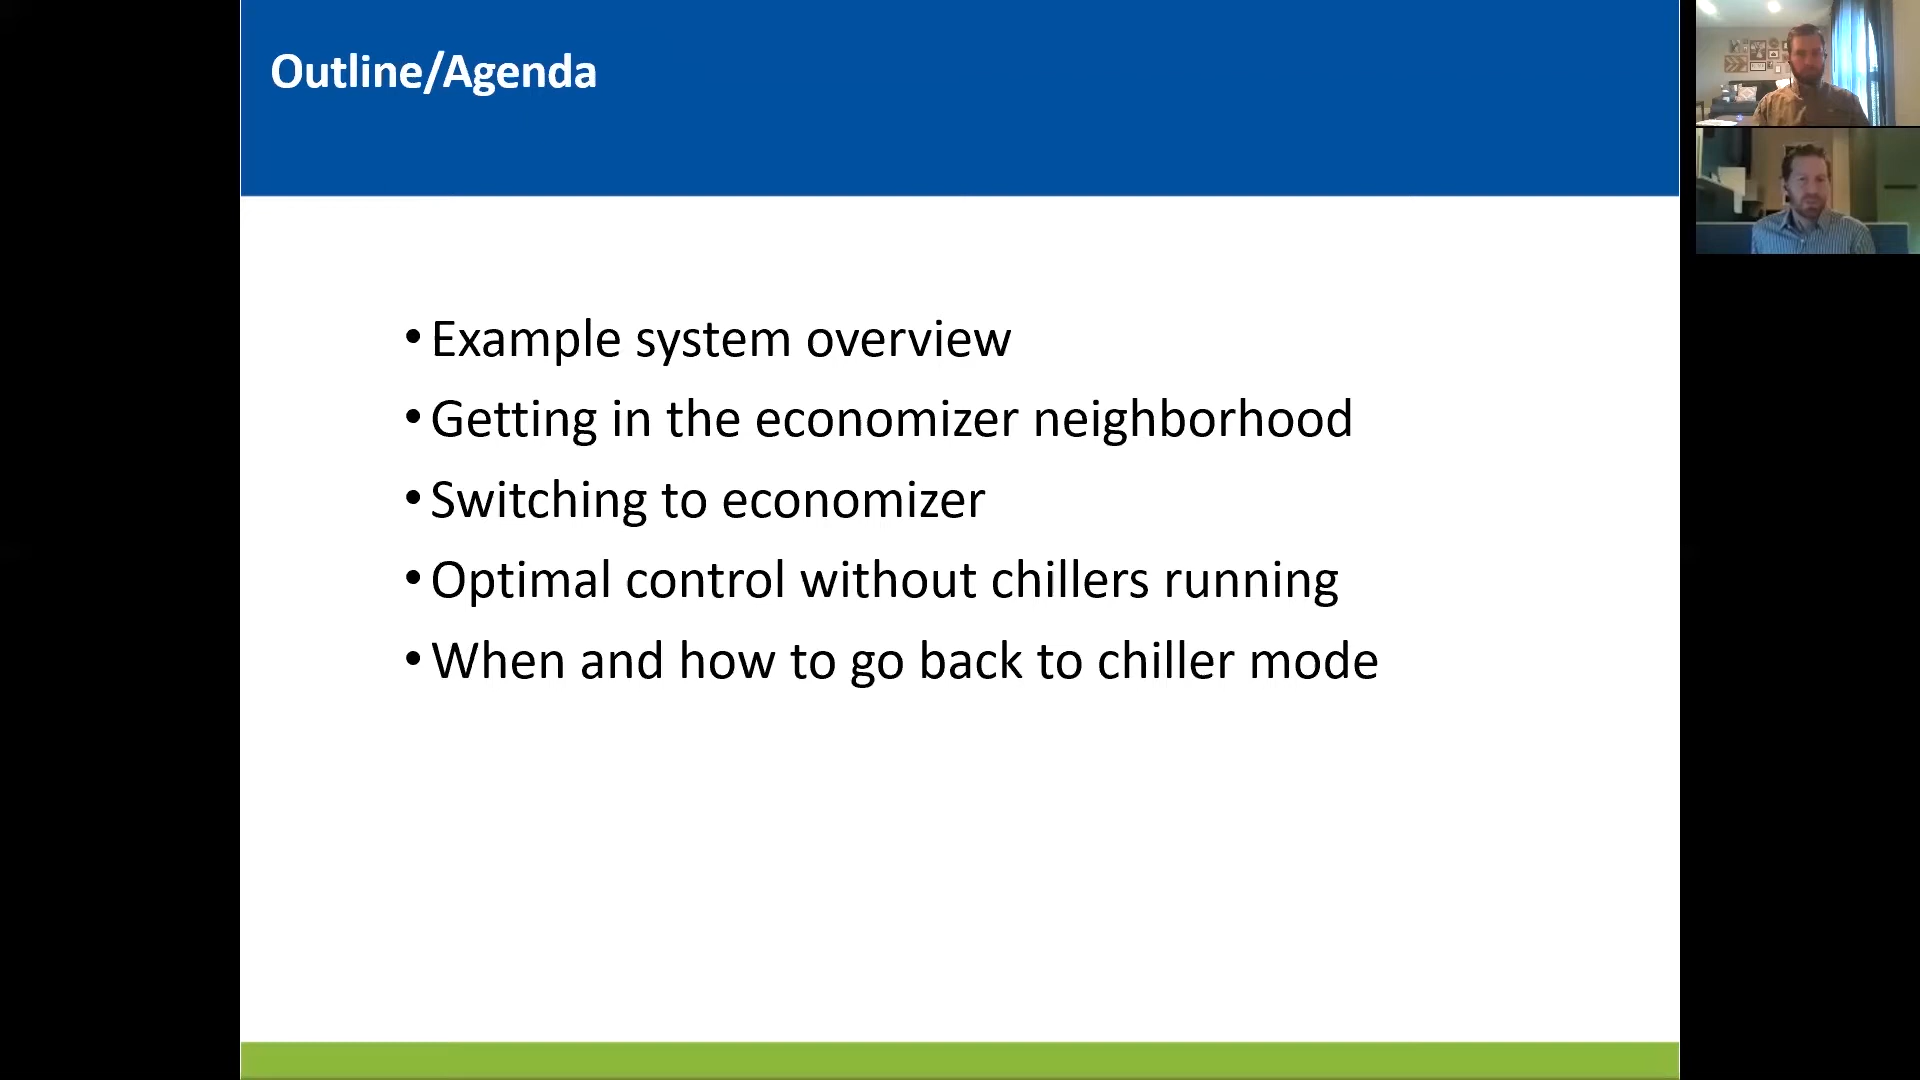 Outline/Agenda
• Example system overview
• Getting in the economizer neighborhood
• Switching to economizer
• Optimal control without chillers running
• When and how to go back to chiller mode